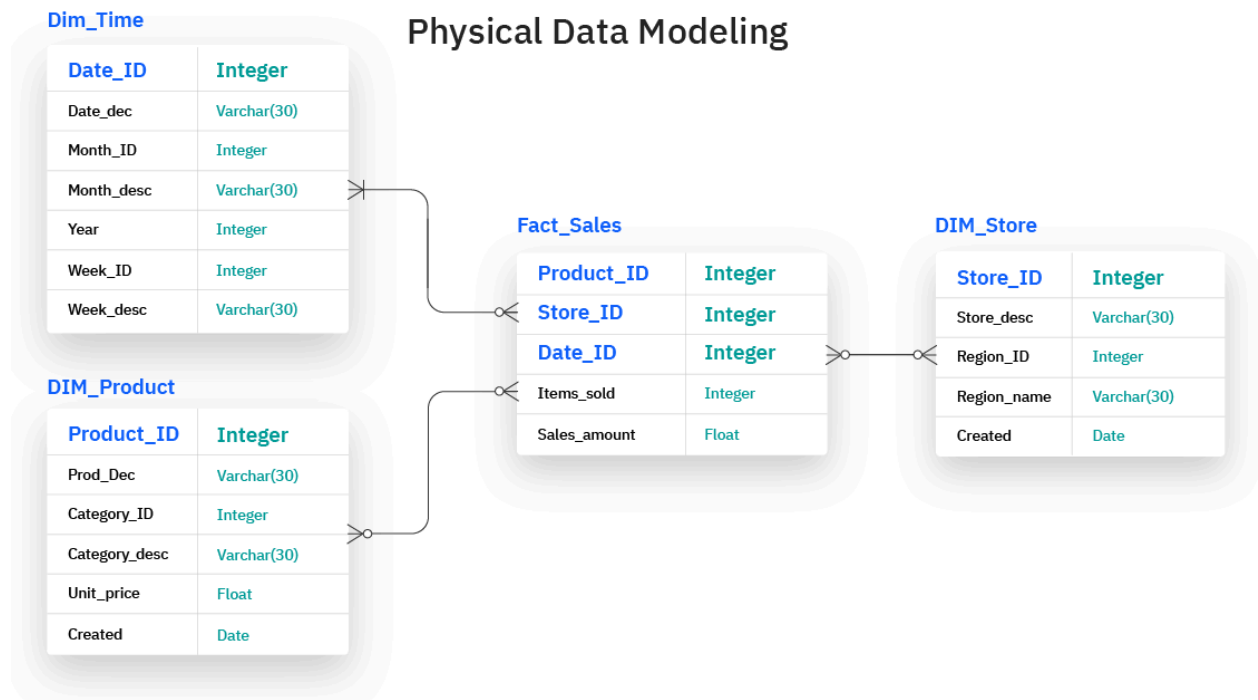 Physical Data Modeling
Dim_Time
Date_ID Integer
Date_dec Varchar(30)
Month_ID Integer
Month_desc Varchar(30)
Year Integer
Week_ID Integer
Week_desc Varchar(30)
DIM_Product
Product_ID Integer
Prod_Dec Varchar(30)
Category_ID Integer
Category_desc Varchar(30)
Unit_price Float
Created Date
Fact_Sales
Product_ID Integer
Store_ID Integer
Date_ID Integer
Items_sold Integer
Sales_amount Float
DIM_Store
Store_ID Integer
Store_desc Varchar(30)
Region_ID Integer
Region_name Varchar(30)
Created Date